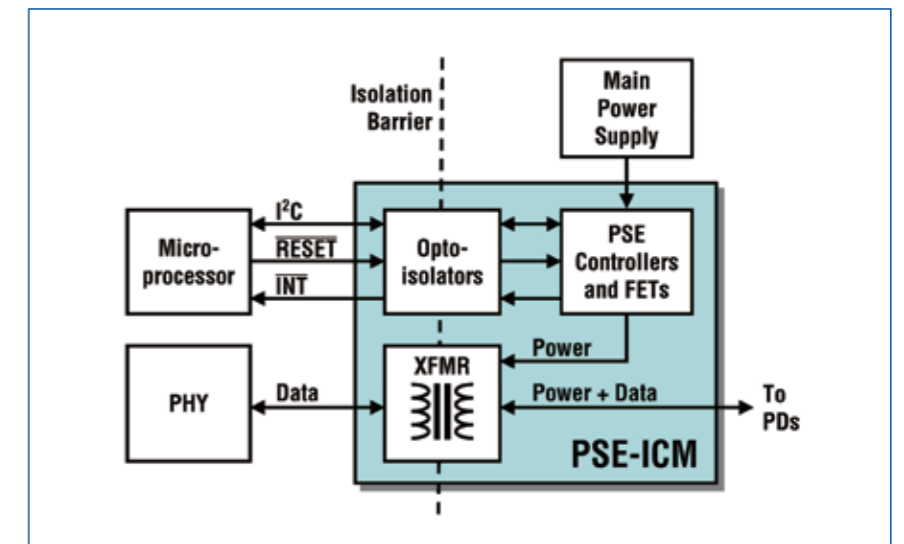 Isolation
Barrier
Main
Power
Supply
Micro-
processor
I²C
RESET
INT
Opto-
isolators
PSE
Controllers
and FETs
PHY
Data
XFMR
Power
Power + Data
To
PDs
PSE-ICM